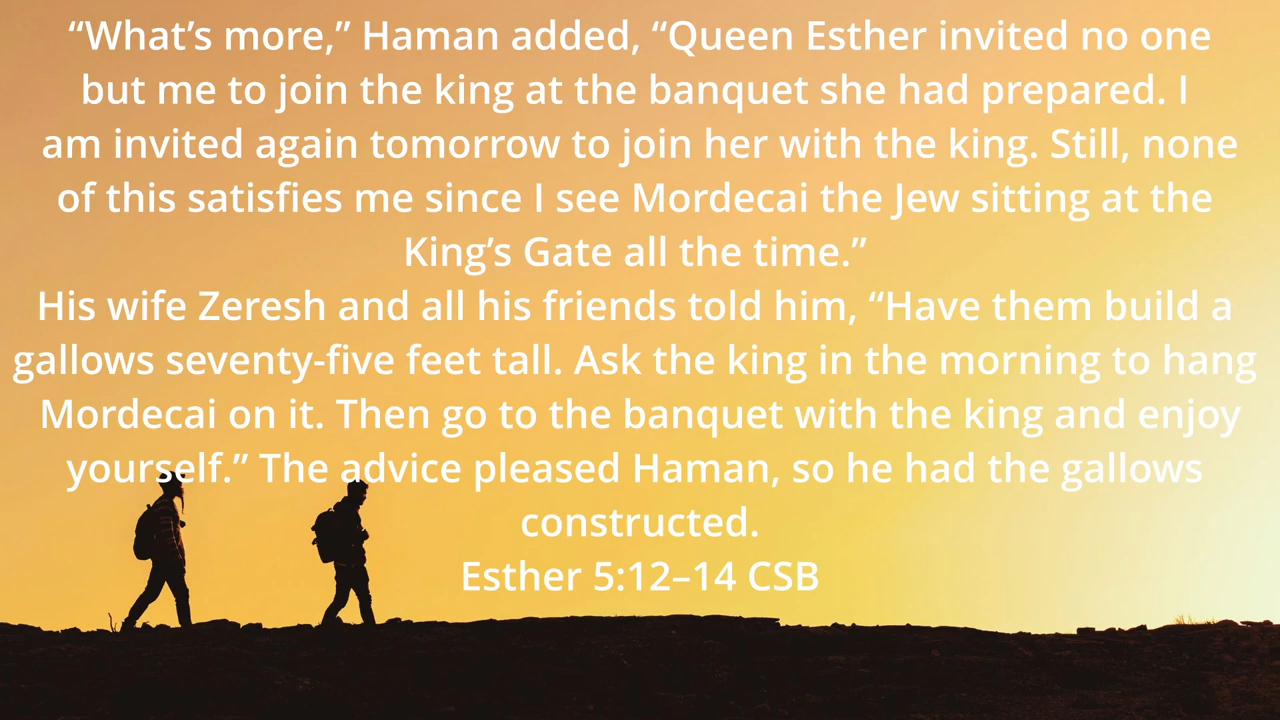 “What’s more,” Haman added, “Queen Esther invited no one
but me to join the king at the banquet she had prepared. I
am invited again tomorrow to join her with the king. Still, none
of this satisfies me since I see Mordecai the Jew sitting at the
King’s Gate all the time.”
His wife Zeresh and all his friends told him, “Have them build a
gallows seventy-five feet tall. Ask the king in the morning to hang
Mordecai on it. Then go to the banquet with the king and enjoy
yourself.” The advice pleased Haman, so he had the gallows
constructed.
Esther 5:12–14 CSB